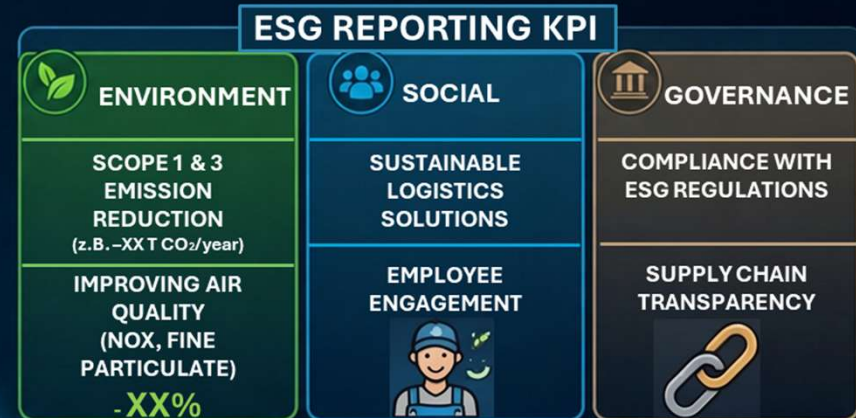 ESG REPORTING KPI
ENVIRONMENT
SCOPE 1 & 3
EMISSION
REDUCTION
(z.B. –XX T CO₂/year)
IMPROVING AIR
QUALITY
(NOX, FINE
PARTICULATE)
- XX%
SOCIAL
SUSTAINABLE
LOGISTICS
SOLUTIONS
EMPLOYEE
ENGAGEMENT
GOVERNANCE
COMPLIANCE WITH
ESG REGULATIONS
SUPPLY CHAIN
TRANSPARENCY